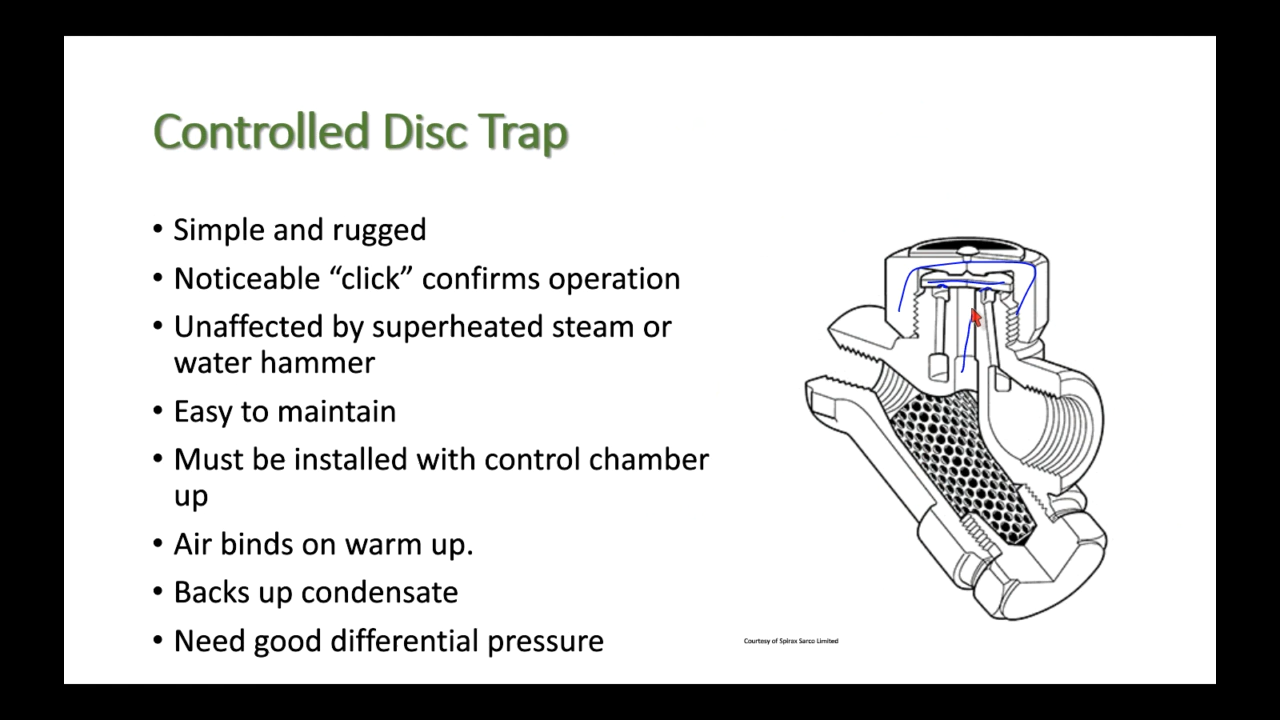 Controlled Disc Trap
• Simple and rugged
• Noticeable “click” confirms operation
• Unaffected by superheated steam or
water hammer
• Easy to maintain
• Must be installed with control chamber
up
• Air binds on warm up.
• Backs up condensate
• Need good differential pressure
Courtesy of Spirax Sarco Limited